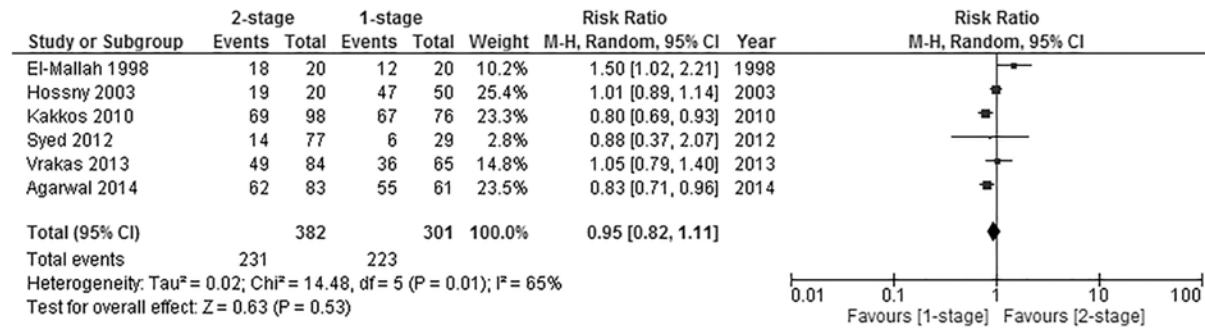 2-stage 1-stage Risk Ratio Risk Ratio
Study or Subgroup Events Total Events Total Weight M-H, Random, 95% CI Year M-H, Random, 95% CI
El-Mallah 1998 18 20 12 20 10.2% 1.50 [1.02, 2.21] 1998
Hossny 2003 19 20 47 50 25.4% 1.01 [0.89, 1.14] 2003
Kakkos 2010 69 98 67 76 23.3% 0.80 [0.69, 0.93] 2010
Syed 2012 14 77 6 29 2.8% 0.88 [0.37, 2.07] 2012
Vrakas 2013 49 84 36 65 14.8% 1.05 [0.79, 1.40] 2013
Agarwal 2014 62 83 55 61 23.5% 0.83 [0.71, 0.96] 2014
Total (95% CI) 382 301 100.0% 0.95 [0.82, 1.11]
Total events 231 223
Heterogeneity: Tau² = 0.02; Chi² = 14.48, df = 5 (P = 0.01); I² = 65%
Test for overall effect: Z = 0.63 (P = 0.53)
0.01 0.1 1 10 100
Favours [1-stage] Favours [2-stage]